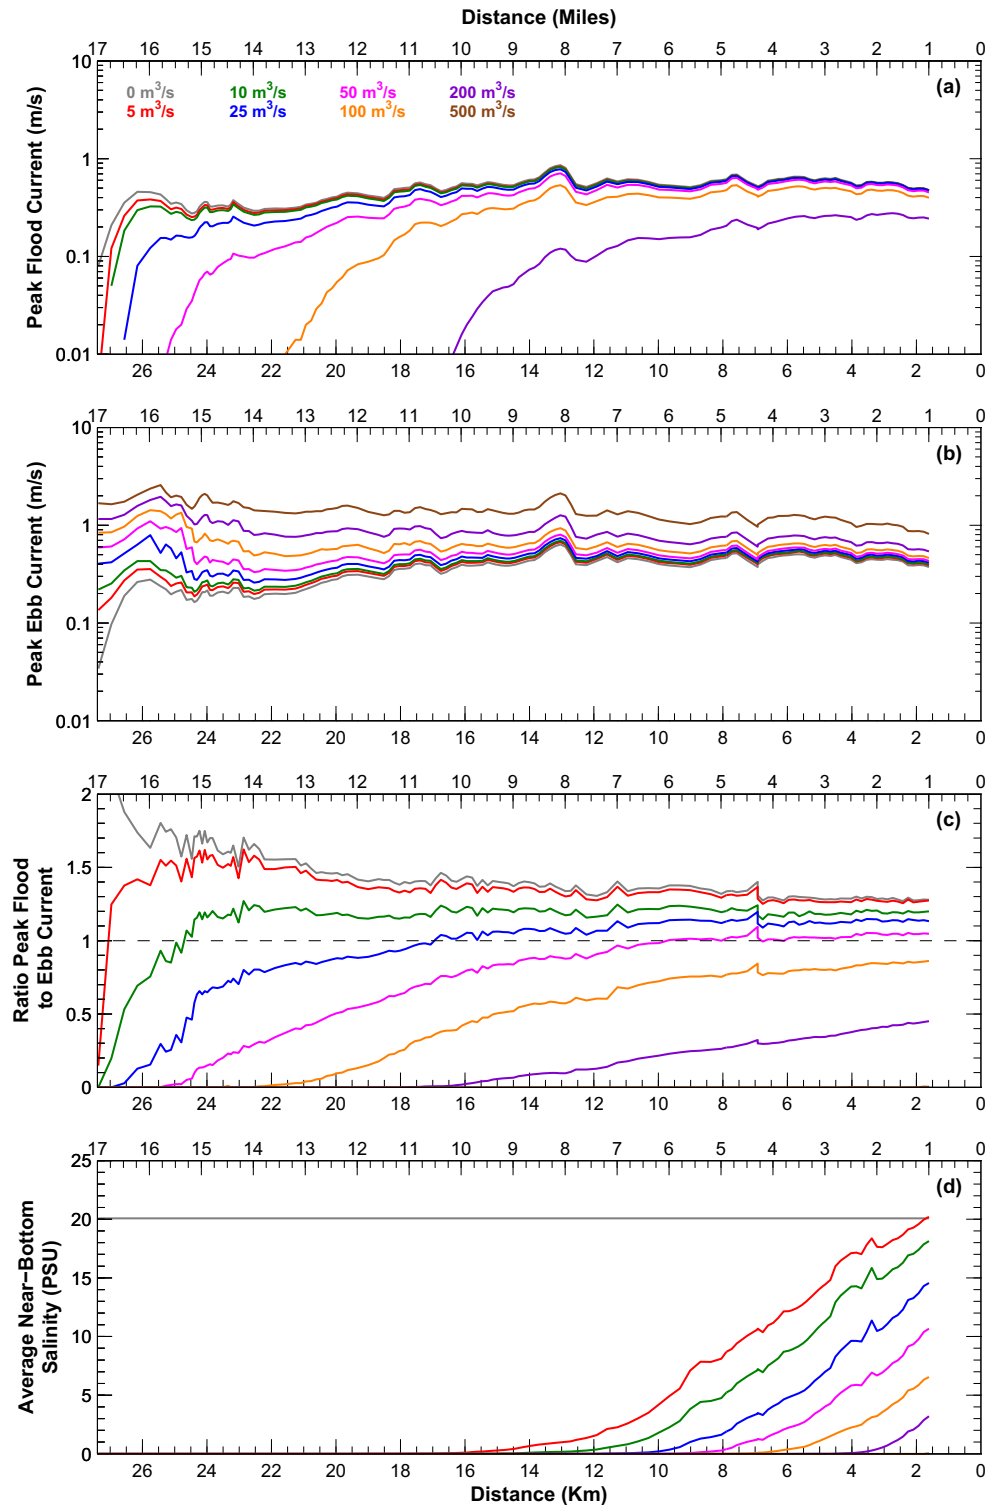 Distance (Miles)
17 16 15 14 13 12 11 10 9 8 7 6 5 4 3 2 1 0
10
1
0.1
0.01
Peak Flood Current (m/s)
(a)
0 m³/s 10 m³/s 50 m³/s 200 m³/s
5 m³/s 25 m³/s 100 m³/s 500 m³/s
26 24 22 20 18 16 14 12 10 8 6 4 2
17 16 15 14 13 12 11 10 9 8 7 6 5 4 3 2 1 0
10
1
0.1
0.01
Peak Ebb Current (m/s)
(b)
26 24 22 20 18 16 14 12 10 8 6 4 2
17 16 15 14 13 12 11 10 9 8 7 6 5 4 3 2 1 0
2
1.5
1
0.5
0
Ratio Peak Flood
to Ebb Current
(c)
26 24 22 20 18 16 14 12 10 8 6 4 2
17 16 15 14 13 12 11 10 9 8 7 6 5 4 3 2 1 0
25
20
15
10
5
0
Average Near−Bottom
Salinity (PSU)
(d)
26 24 22 20 18 16 14 12 10 8 6 4 2
Distance (Km)